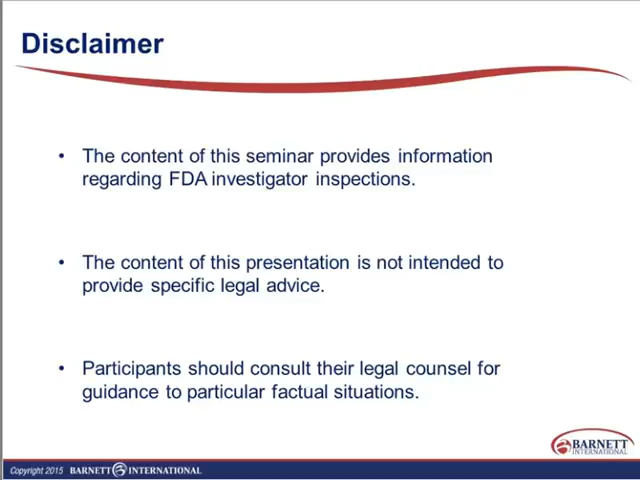 Disclaimer
• The content of this seminar provides information
regarding FDA investigator inspections.
• The content of this presentation is not intended to
provide specific legal advice.
• Participants should consult their legal counsel for
guidance to particular factual situations.
BARNETT
INTERNATIONAL
Copyright 2015 BARNETT INTERNATIONAL